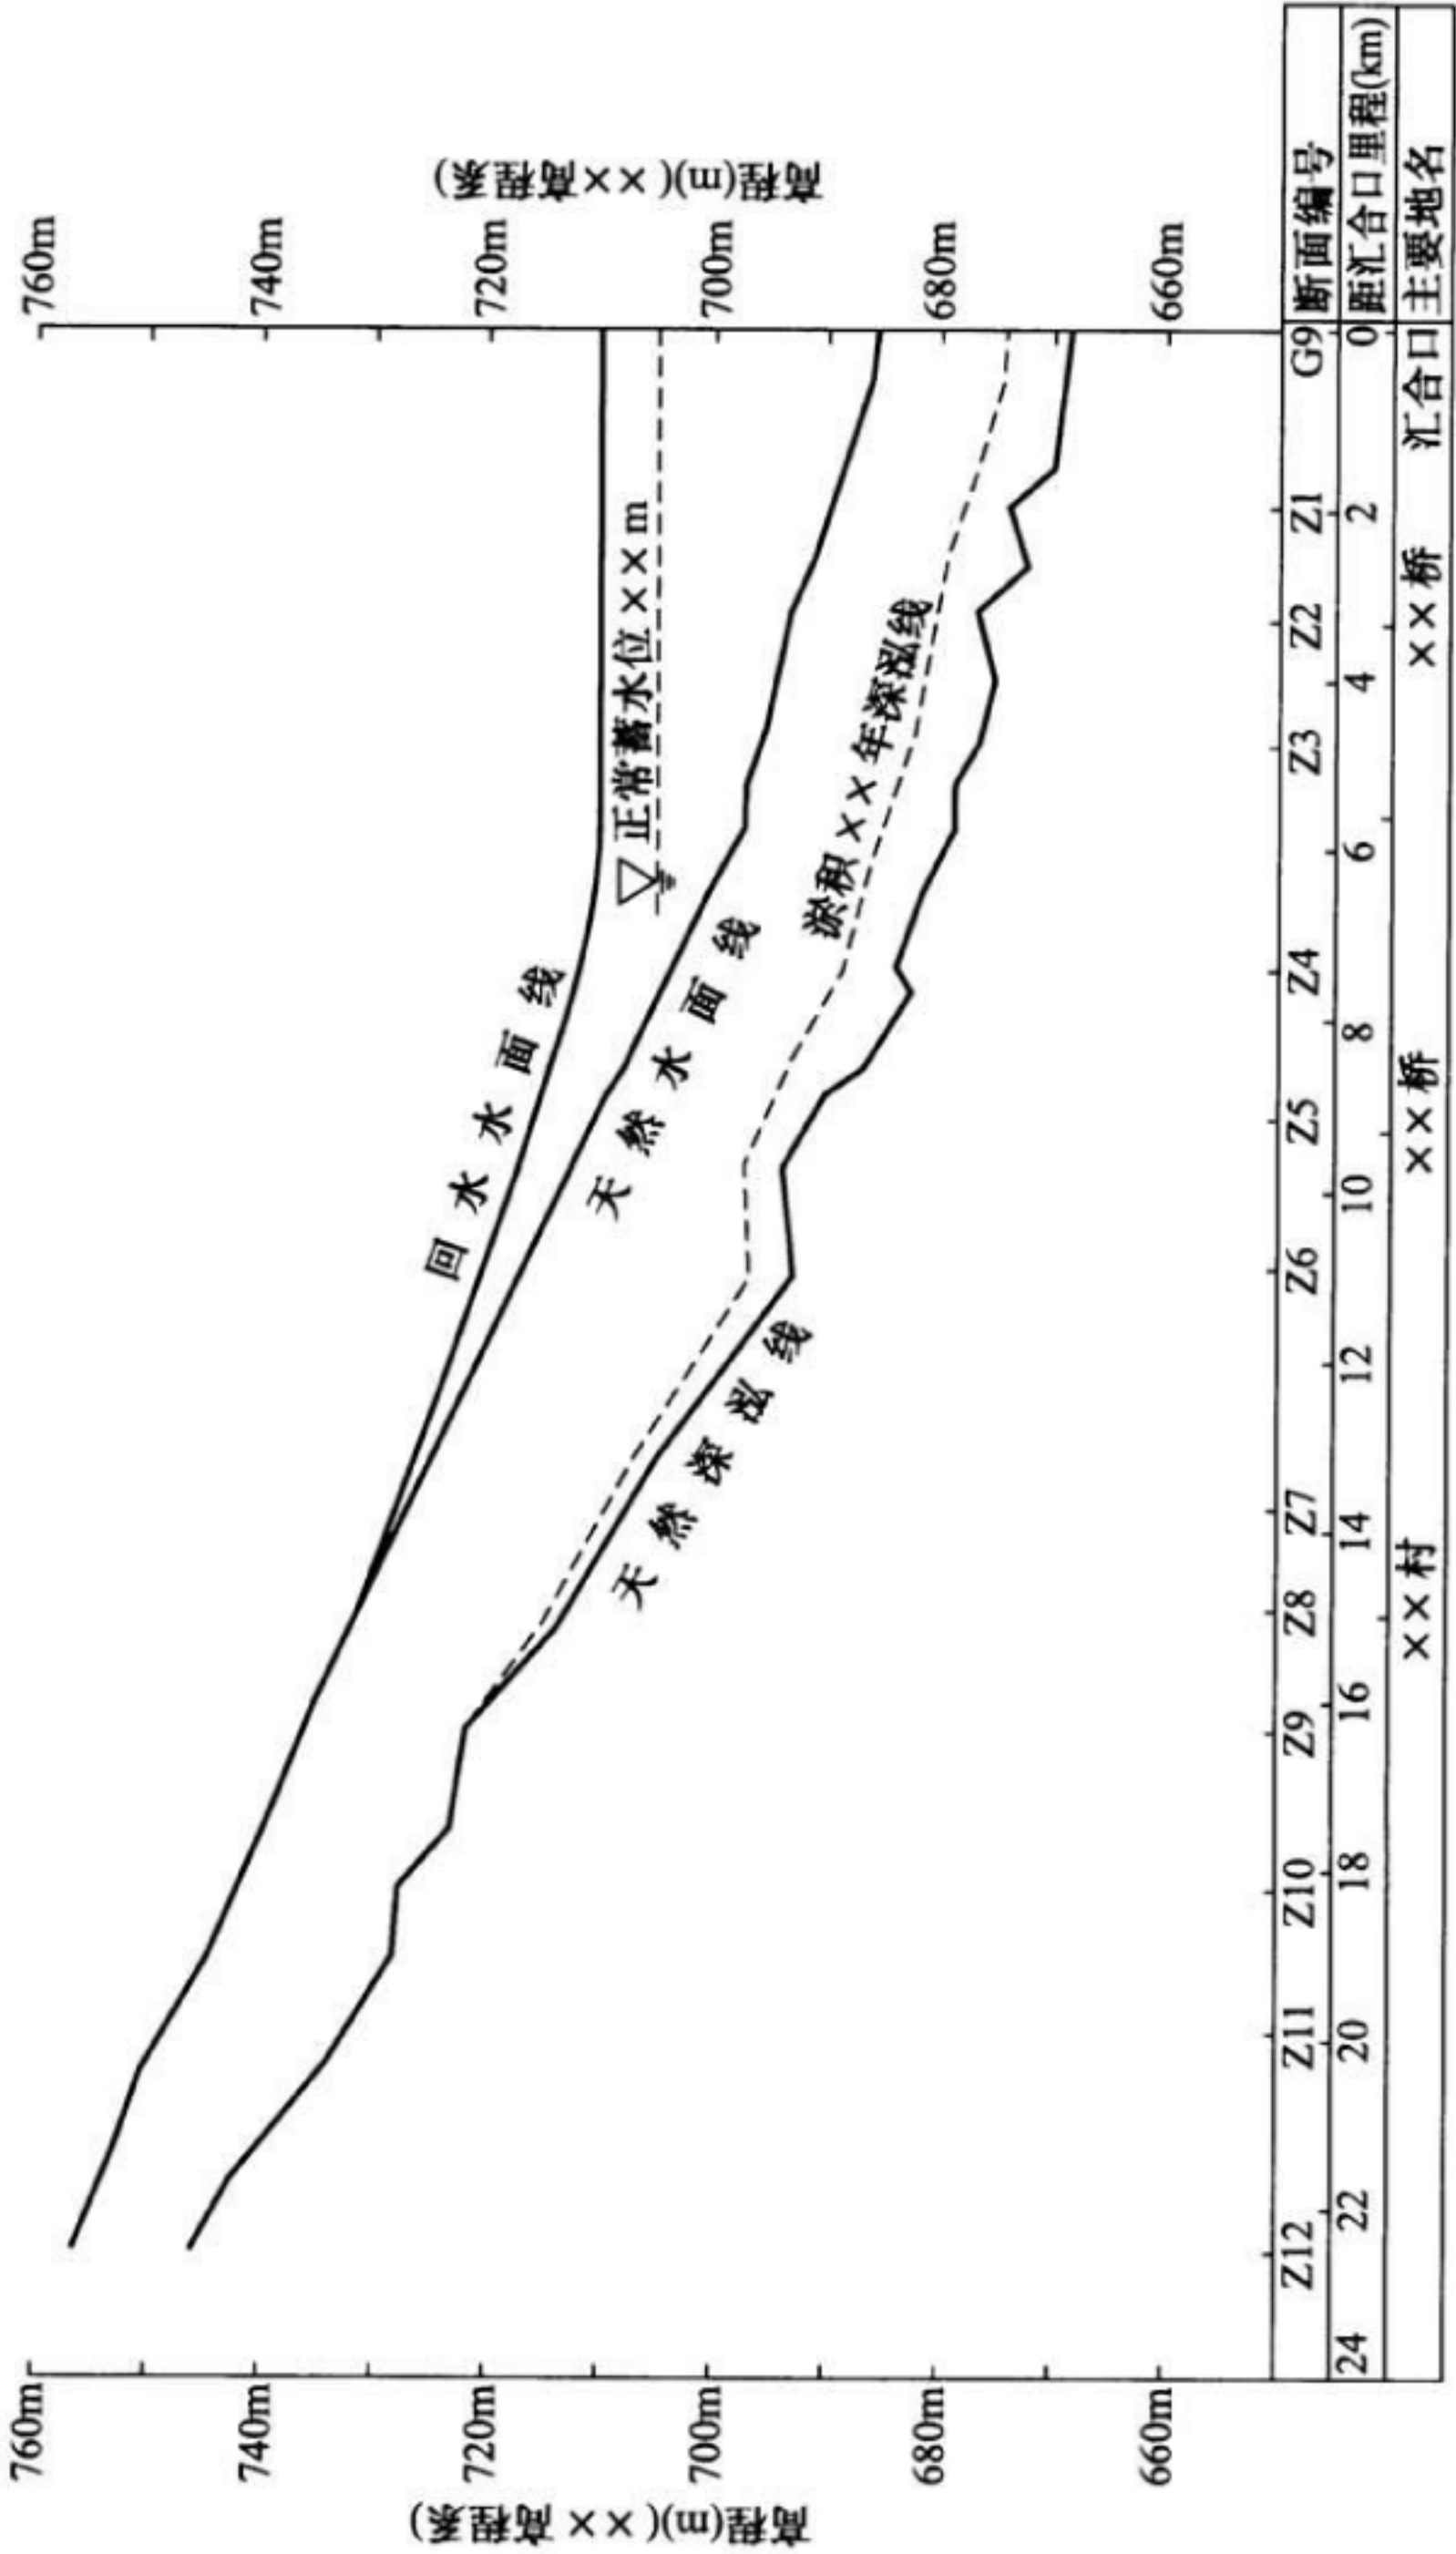 高程(m)(××高程系)
760m
740m
720m
700m
680m
660m
高程(m)(××高程系)
760m
740m
720m
700m
680m
660m
回水水面线
▽正常蓄水位××m
天然水面线
淤积××年深泓线
天然深泓线
Z12 Z11 Z10 Z9 Z8 Z7 Z6 Z5 Z4 Z3 Z2 Z1 G9 断面编号
24 22 20 18 16 14 12 10 8 6 4 2 0 距汇合口里程(km)
××村 ××桥 ××桥 汇合口 主要地名